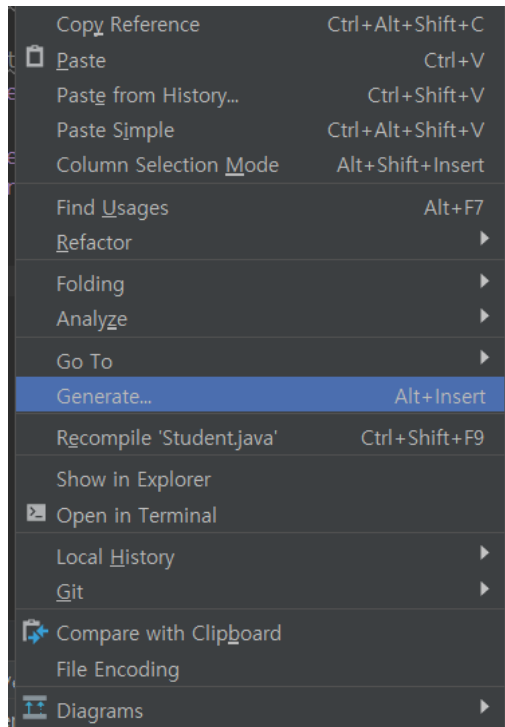 Copy Reference Ctrl+Alt+Shift+C
Paste Ctrl+V
Paste from History... Ctrl+Shift+V
Paste Simple Ctrl+Alt+Shift+V
Column Selection Mode Alt+Shift+Insert
Find Usages Alt+F7
Refactor
Folding
Analyze
Go To
Generate... Alt+Insert
Recompile 'Student.java' Ctrl+Shift+F9
Show in Explorer
Open in Terminal
Local History
Git
Compare with Clipboard
File Encoding
Diagrams